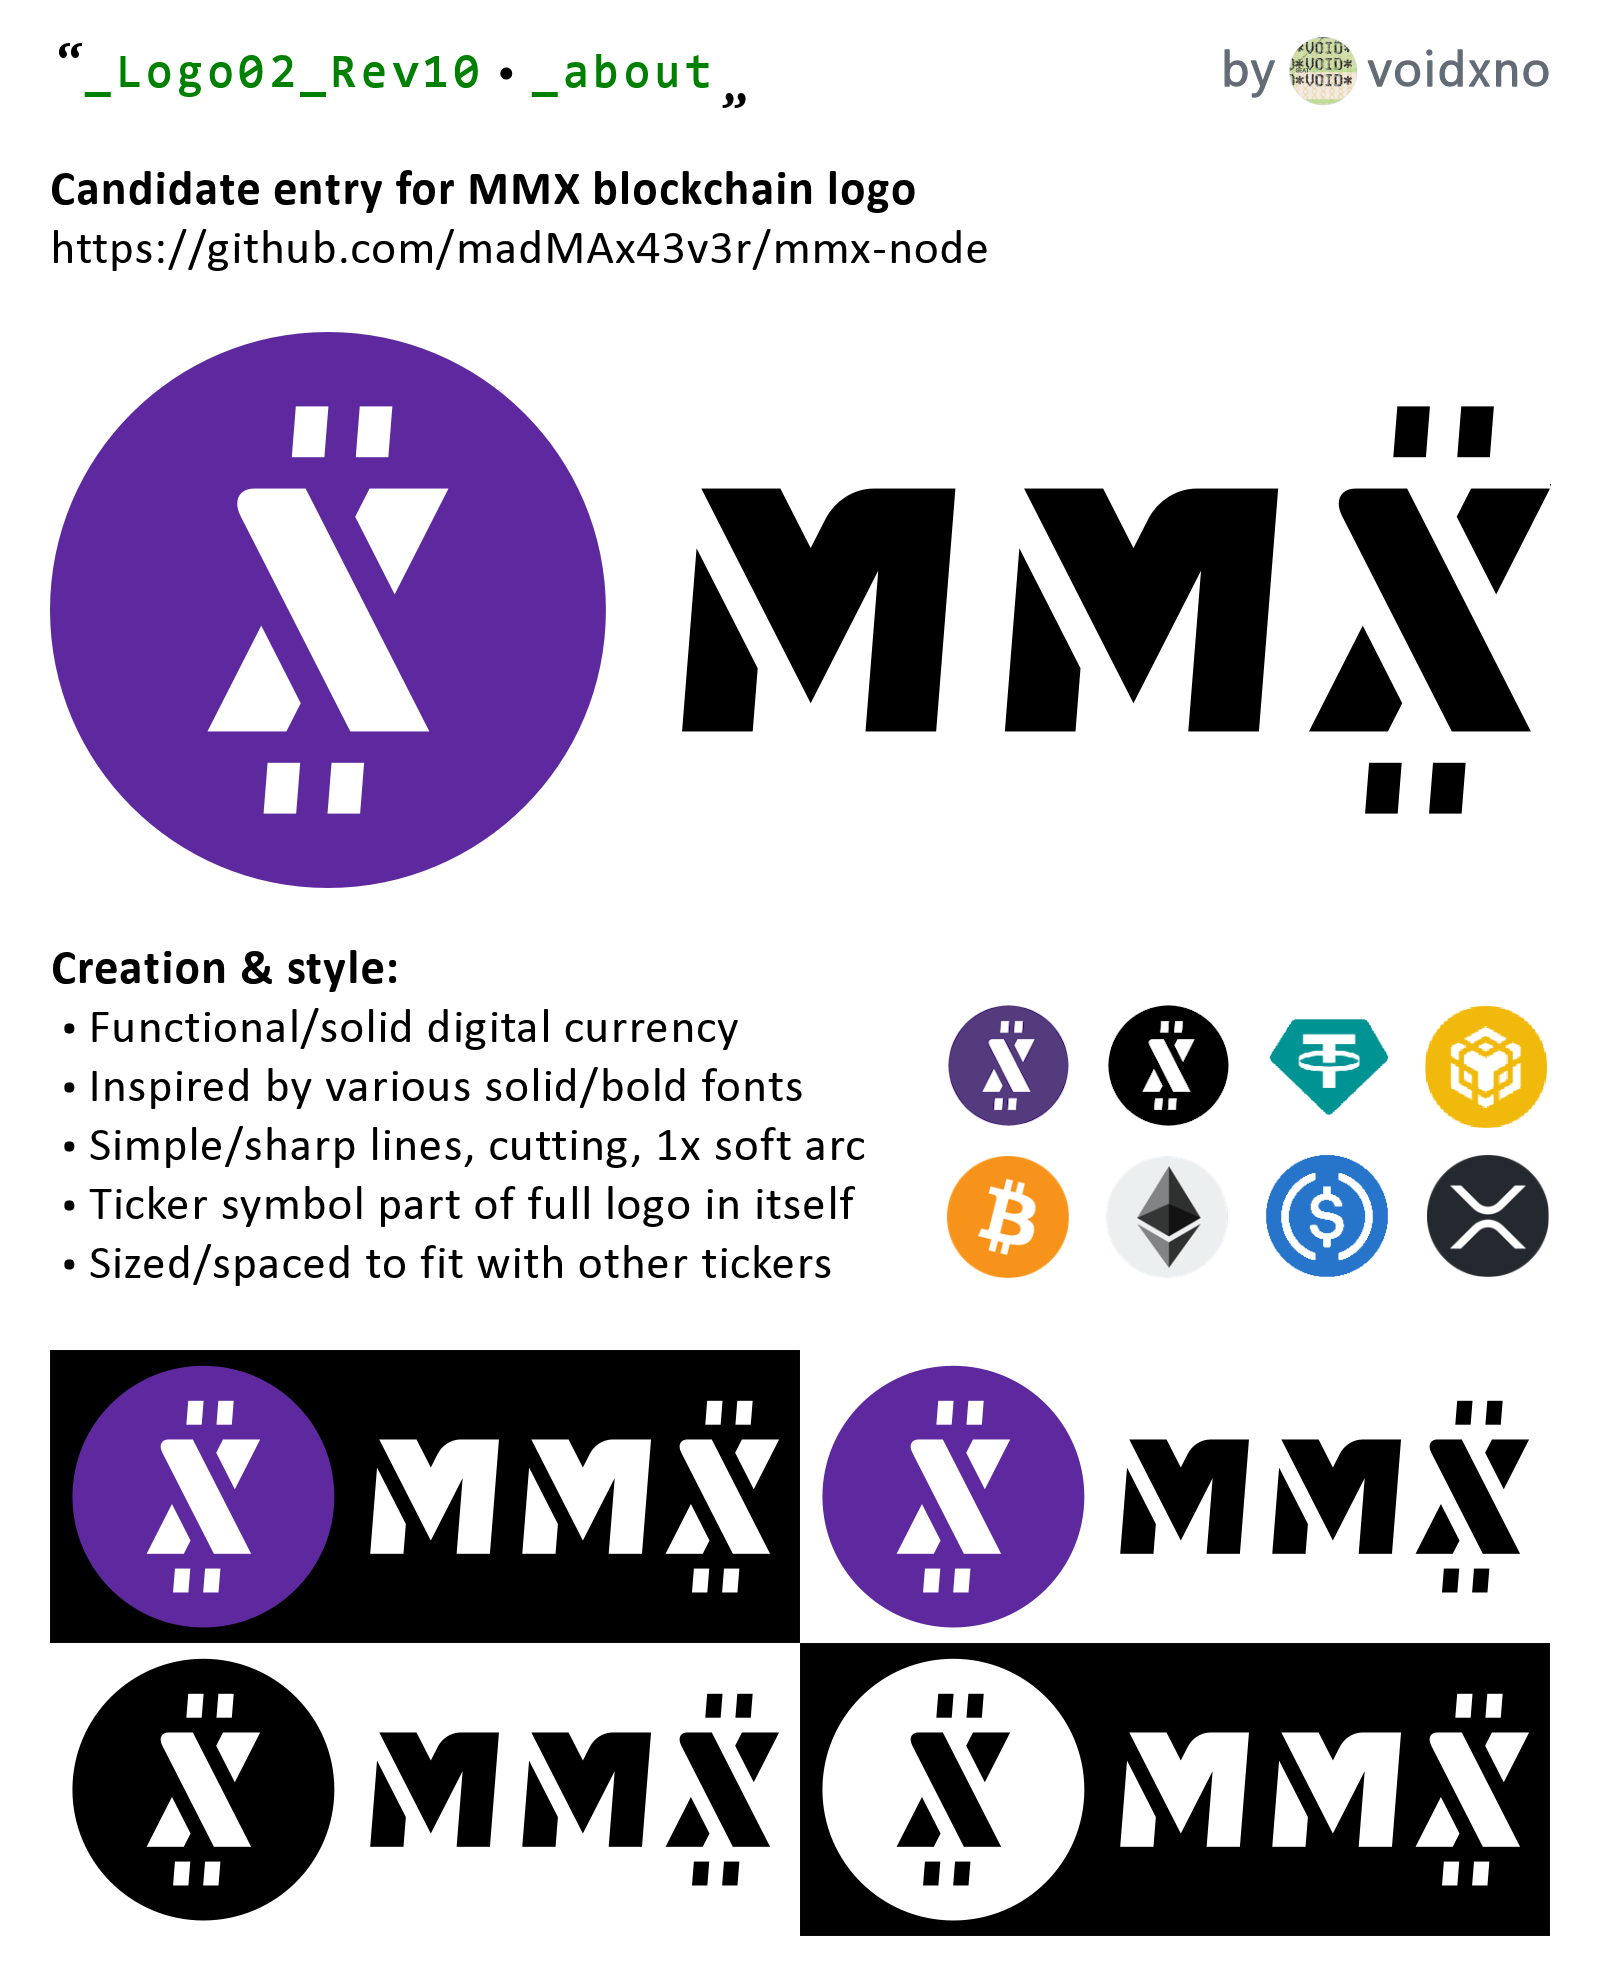 “_Logo02_Rev10 • _about„
by *VOID* *VOID* *VOID* voidxno
Candidate entry for MMX blockchain logo
https://github.com/madMAx43v3r/mmx-node
X MMX
Creation & style:
• Functional/solid digital currency
• Inspired by various solid/bold fonts
• Simple/sharp lines, cutting, 1x soft arc
• Ticker symbol part of full logo in itself
• Sized/spaced to fit with other tickers
X MMX X MMX
X MMX X MMX